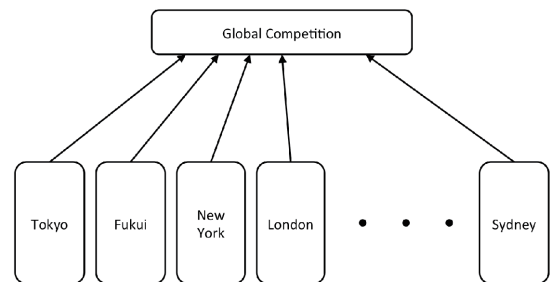 Global Competition
Tokyo
Fukui
New
York
London
Sydney